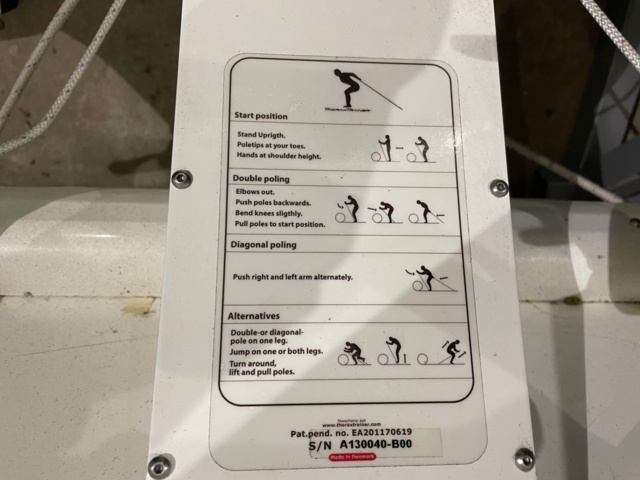 Start position
Stand Uprigth.
Poletips at your toes.
Hands at shoulder height.
Double poling
Elbows out.
Push poles backwards.
Bend knees sligthly.
Pull poles to start position.
Diagonal poling
Push right and left arm alternately.
Alternatives
Double-or diagonal-
pole on one leg.
Jump on one or both legs.
Turn around,
lift and pull poles.
www.thoraxtrainer.com
Pat.pend. no. EA201170619
S/N A130040-B00
Made in Denmark